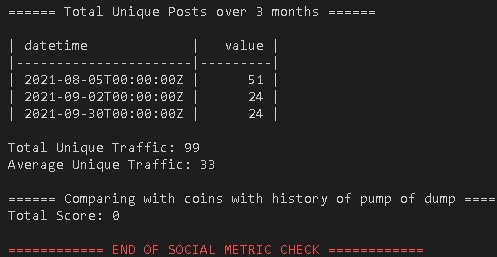 ====== Total Unique Posts over 3 months ======
| datetime             |   value |
|----------------------|---------|
| 2021-08-05T00:00:00Z |      51 |
| 2021-09-02T00:00:00Z |      24 |
| 2021-09-30T00:00:00Z |      24 |
Total Unique Traffic: 99
Average Unique Traffic: 33
====== Comparing with coins with history of pump of dump ====
Total Score: 0
============ END OF SOCIAL METRIC CHECK ============